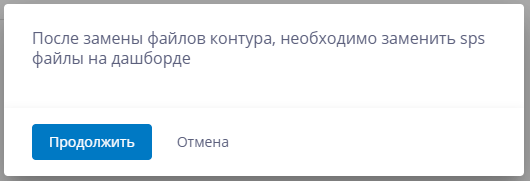 После замены файлов контура, необходимо заменить sps
файлы на дашборде
Продолжить
Отмена